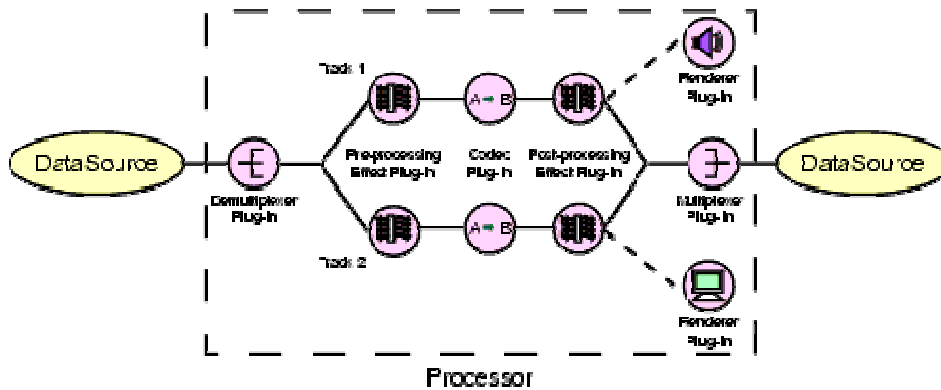 Track 1
Renderer
Plug-In
A → B
DataSource
Demultiplexer
Plug-In
Pre-processing
Effect Plug-In
Codec
Plug-In
Post-processing
Effect Plug-In
Multiplexer
Plug-In
DataSource
A → B
Track 2
Renderer
Plug-In
Processor